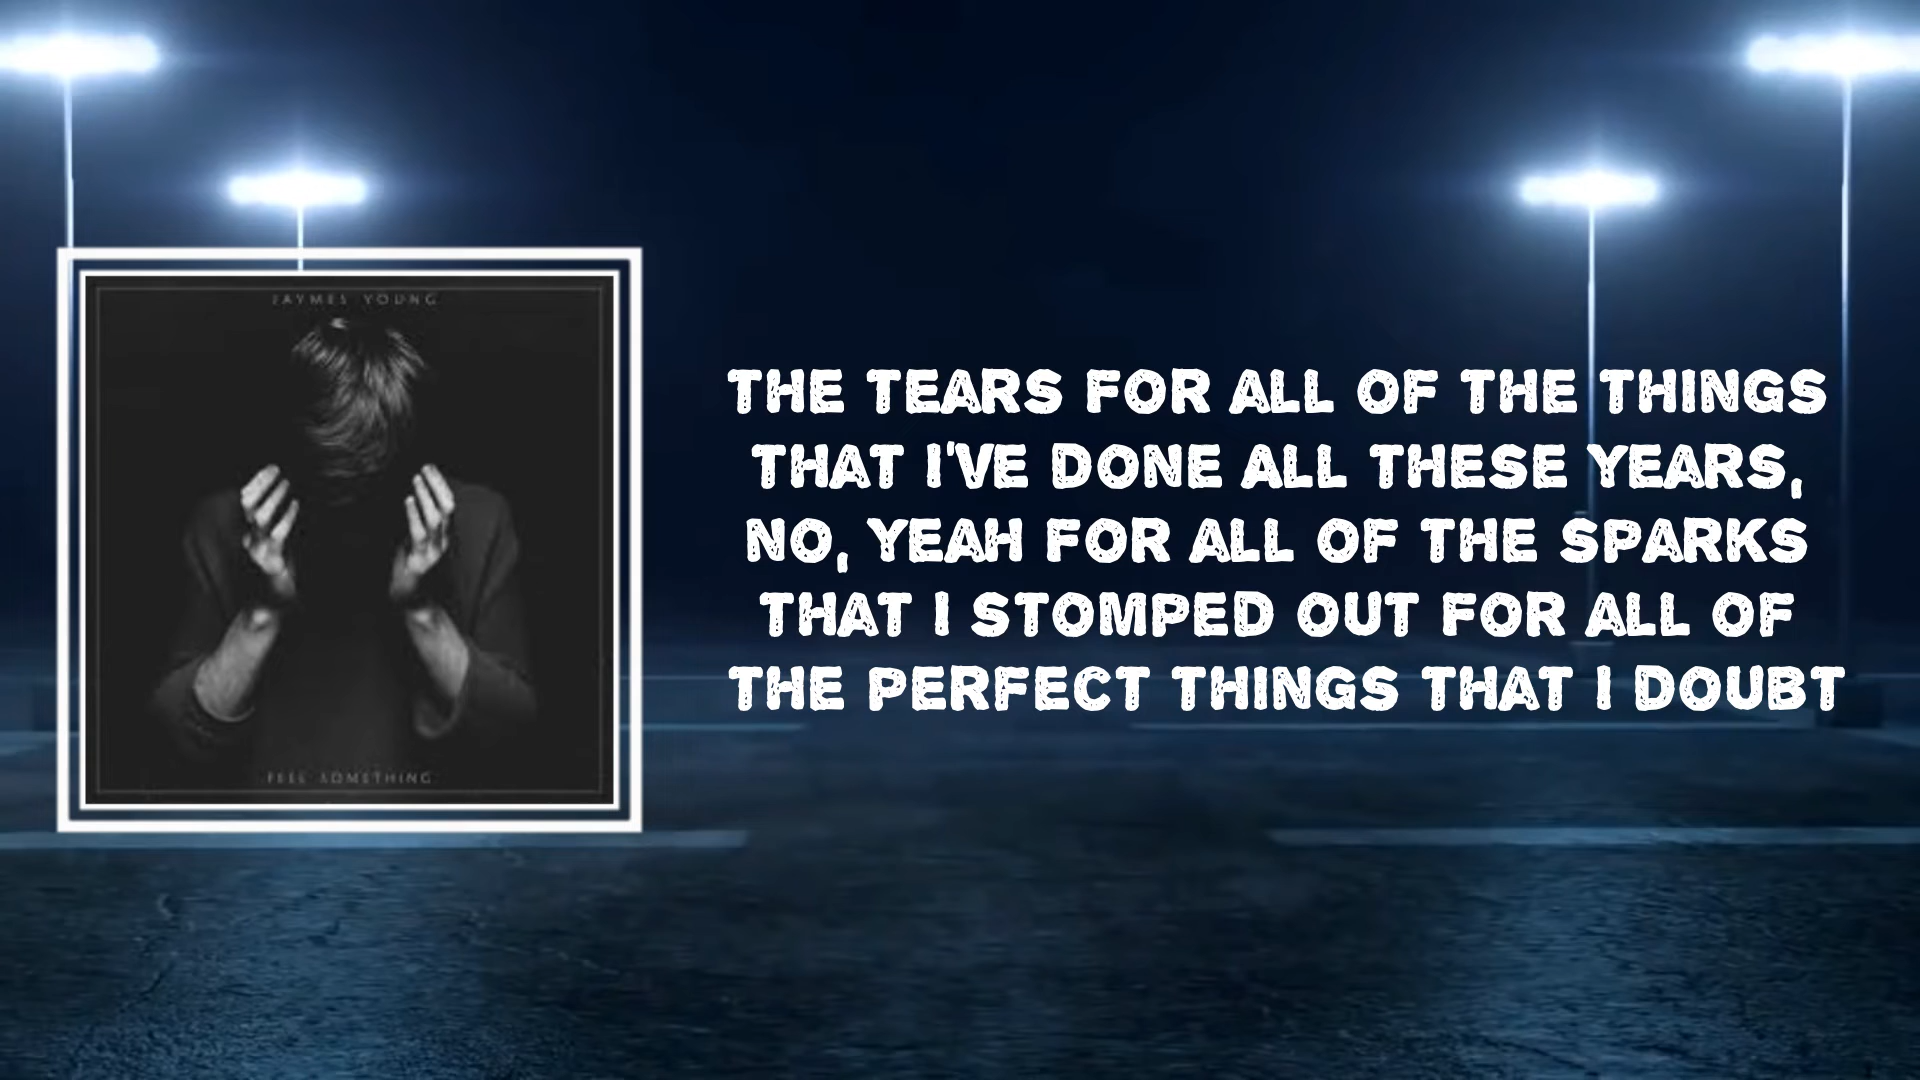 JAYMES YOUNG
FEEL SOMETHING
THE TEARS FOR ALL OF THE THINGS
THAT I'VE DONE ALL THESE YEARS,
NO, YEAH FOR ALL OF THE SPARKS
THAT I STOMPED OUT FOR ALL OF
THE PERFECT THINGS THAT I DOUBT